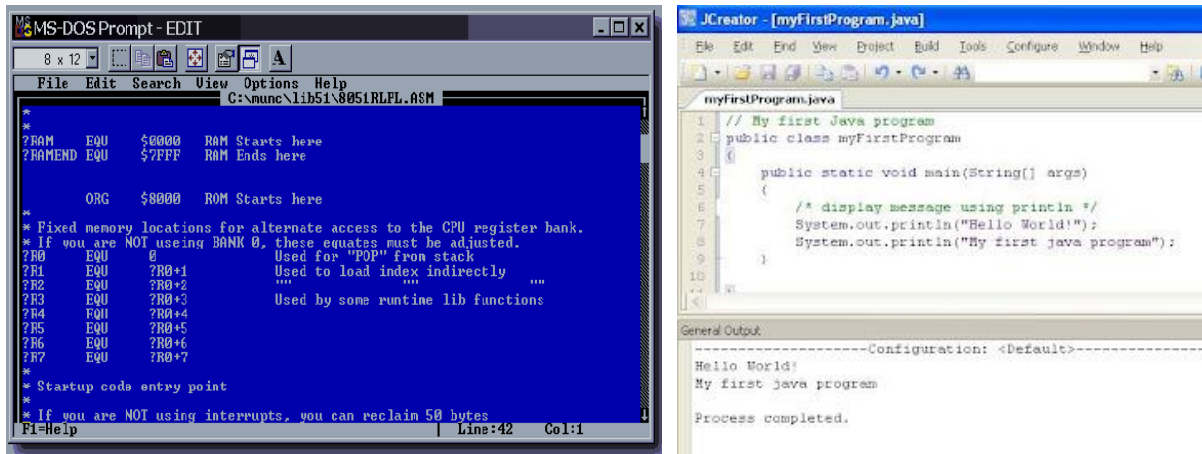 MS-DOS Prompt - EDIT
8 x 12
A
File Edit Search View Options Help
C:\munc\lib51\8051RLPL.ASM
*
*
?RAM EQU $0000 RAM Starts here
?RAMEND EQU $7FFF RAM Ends here
ORG $8000 ROM Starts here
*
* Fixed memory locations for alternate access to the CPU register bank.
* If you are NOT useing BANK 0, these equates must be adjusted.
?R0 EQU 0 Used for "POP" from stack
?R1 EQU ?R0+1 Used to load index indirectly
?R2 EQU ?R0+2 "" "" ""
?R3 EQU ?R0+3 Used by some runtime lib functions
?R4 EQU ?R0+4
?R5 EQU ?R0+5
?R6 EQU ?R0+6
?R7 EQU ?R0+7
*
* Startup code entry point
*
* If you are NOT using interrupts, you can reclaim 50 bytes
F1=Help Line:42 Col:1
JCreator - [myFirstProgram.java]
File Edit Find View Project Build Tools Configure Window Help
myFirstProgram.java
1 // My first Java program
2 public class myFirstProgram
3 {
4 public static void main(String[] args)
5 {
6 /* display message using println */
7 System.out.println("Hello World!");
8 System.out.println("My first java program");
9 }
10
General Output
--------------------Configuration: <Default>---------------
Hello World!
My first java program
Process completed.